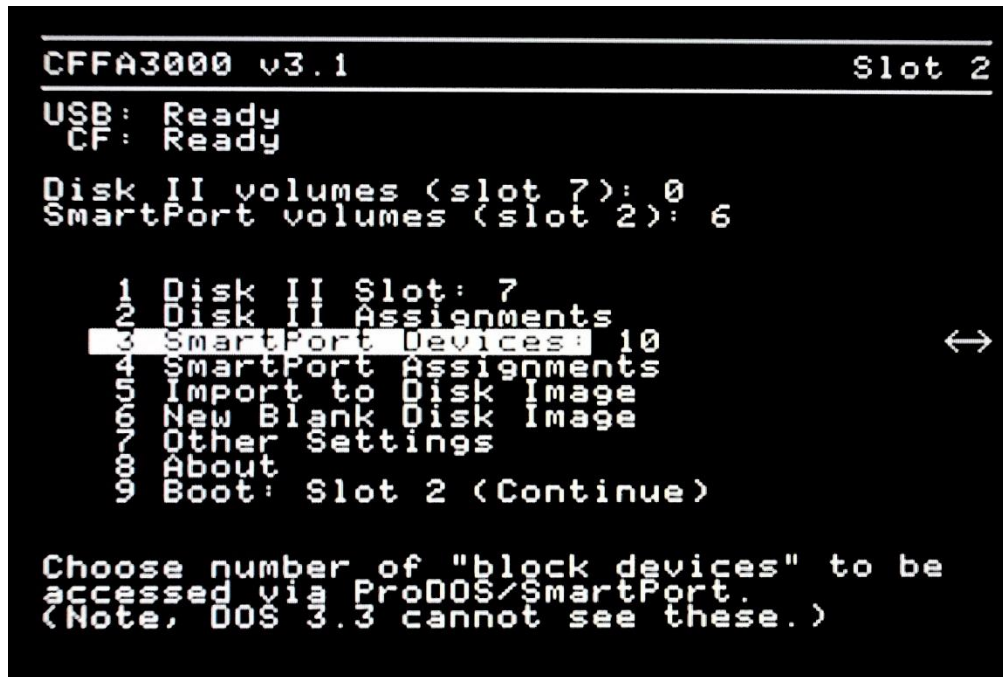 CFFA3000 v3.1 Slot 2
USB: Ready
CF: Ready
Disk II volumes (slot 7): 0
SmartPort volumes (slot 2): 6
1 Disk II Slot: 7
2 Disk II Assignments
3 SmartPort Devices: 10 ↔
4 SmartPort Assignments
5 Import to Disk Image
6 New Blank Disk Image
7 Other Settings
8 About
9 Boot: Slot 2 (Continue)
Choose number of "block devices" to be
accessed via ProDOS/SmartPort.
(Note, DOS 3.3 cannot see these.)